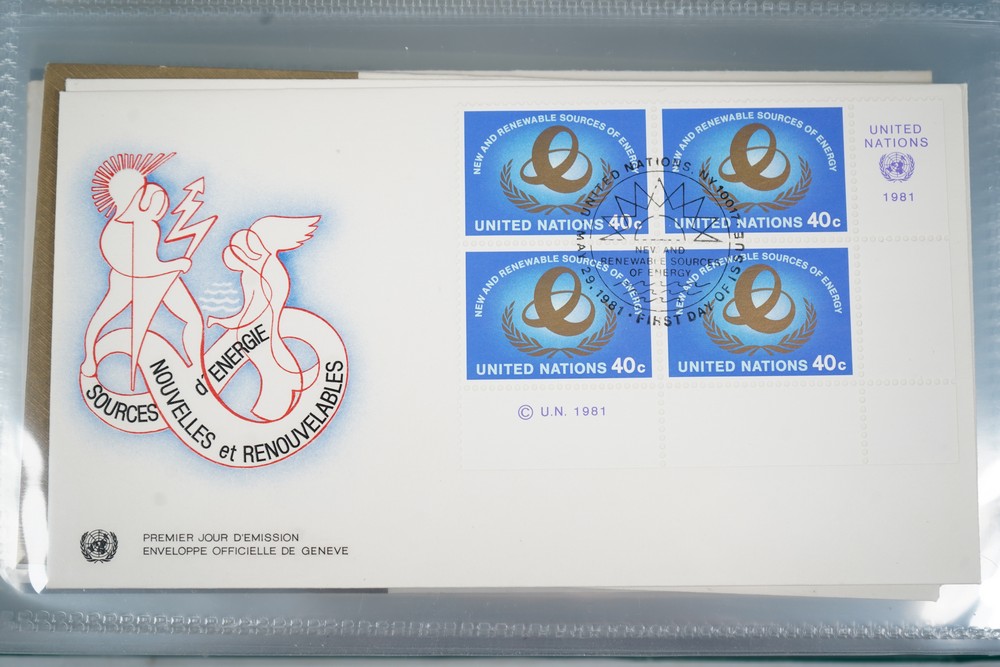 SOURCES
NOUVELLES et RENOUVELABLES
d'ENERGIE
PREMIER JOUR D'EMISSION
ENVELOPPE OFFICIELLE DE GENEVE
NEW AND RENEWABLE SOURCES OF ENERGY
UNITED NATIONS 40c
NEW AND RENEWABLE SOURCES OF ENERGY
UNITED NATIONS 40c
UNITED
NATIONS
1981
UNITED NATIONS, N.Y. 10017
NEW AND
RENEWABLE SOURCES
OF ENERGY
MAY 29, 1981 · FIRST DAY OF ISSUE
NEW AND RENEWABLE SOURCES OF ENERGY
UNITED NATIONS 40c
NEW AND RENEWABLE SOURCES OF ENERGY
UNITED NATIONS 40c
© U.N. 1981